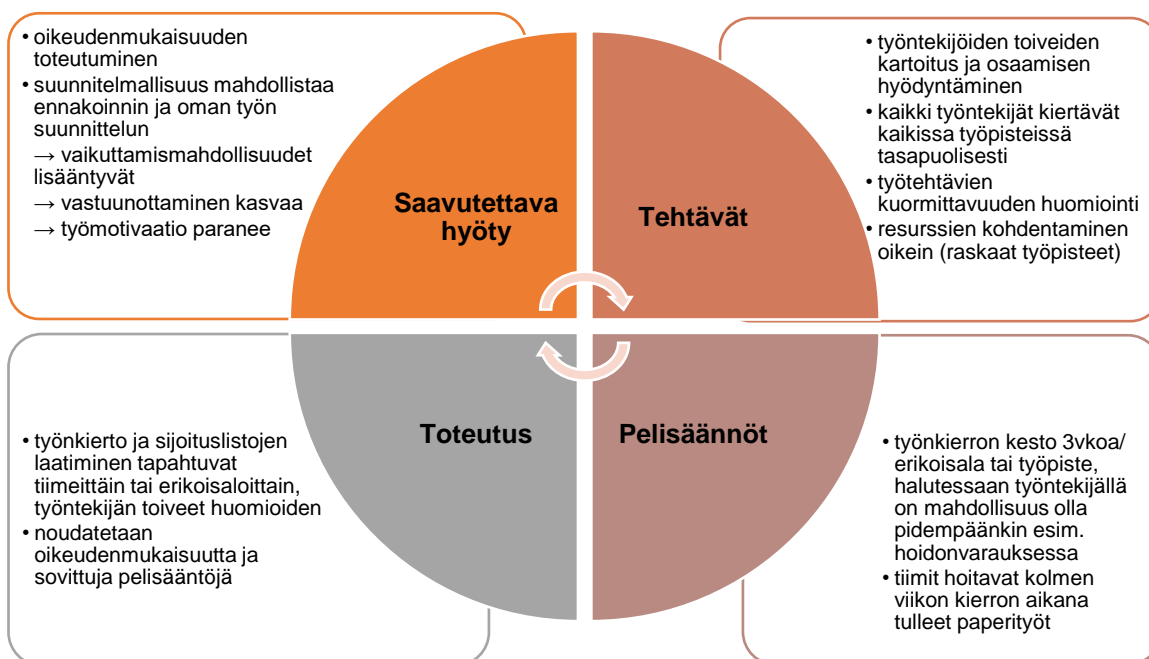 • oikeudenmukaisuuden
toteutuminen
• suunnitelmallisuus mahdollistaa
ennakoinnin ja oman työn
suunnittelun
→ vaikuttamismahdollisuudet
lisääntyvät
→ vastuunottaminen kasvaa
→ työmotivaatio paranee
Saavutettava
hyöty
Tehtävät
• työntekijöiden toiveiden
kartoitus ja osaamisen
hyödyntäminen
• kaikki työntekijät kiertävät
kaikissa työpisteissä
tasapuolisesti
• työtehtävien
kuormittavuuden huomiointi
• resurssien kohdentaminen
oikein (raskaat työpisteet)
• työnkierto ja sijoituslistojen
laatiminen tapahtuvat
tiimeittäin tai erikoisaloittain,
työntekijän toiveet huomioiden
• noudatetaan
oikeudenmukaisuutta ja
sovittuja pelisääntöjä
Toteutus
Pelisäännöt
• työnkierron kesto 3vkoa/
erikoisala tai työpiste,
halutessaan työntekijällä
on mahdollisuus olla
pidempäänkin esim.
hoidonvarauksessa
• tiimit hoitavat kolmen
viikon kierron aikana
tulleet paperityöt